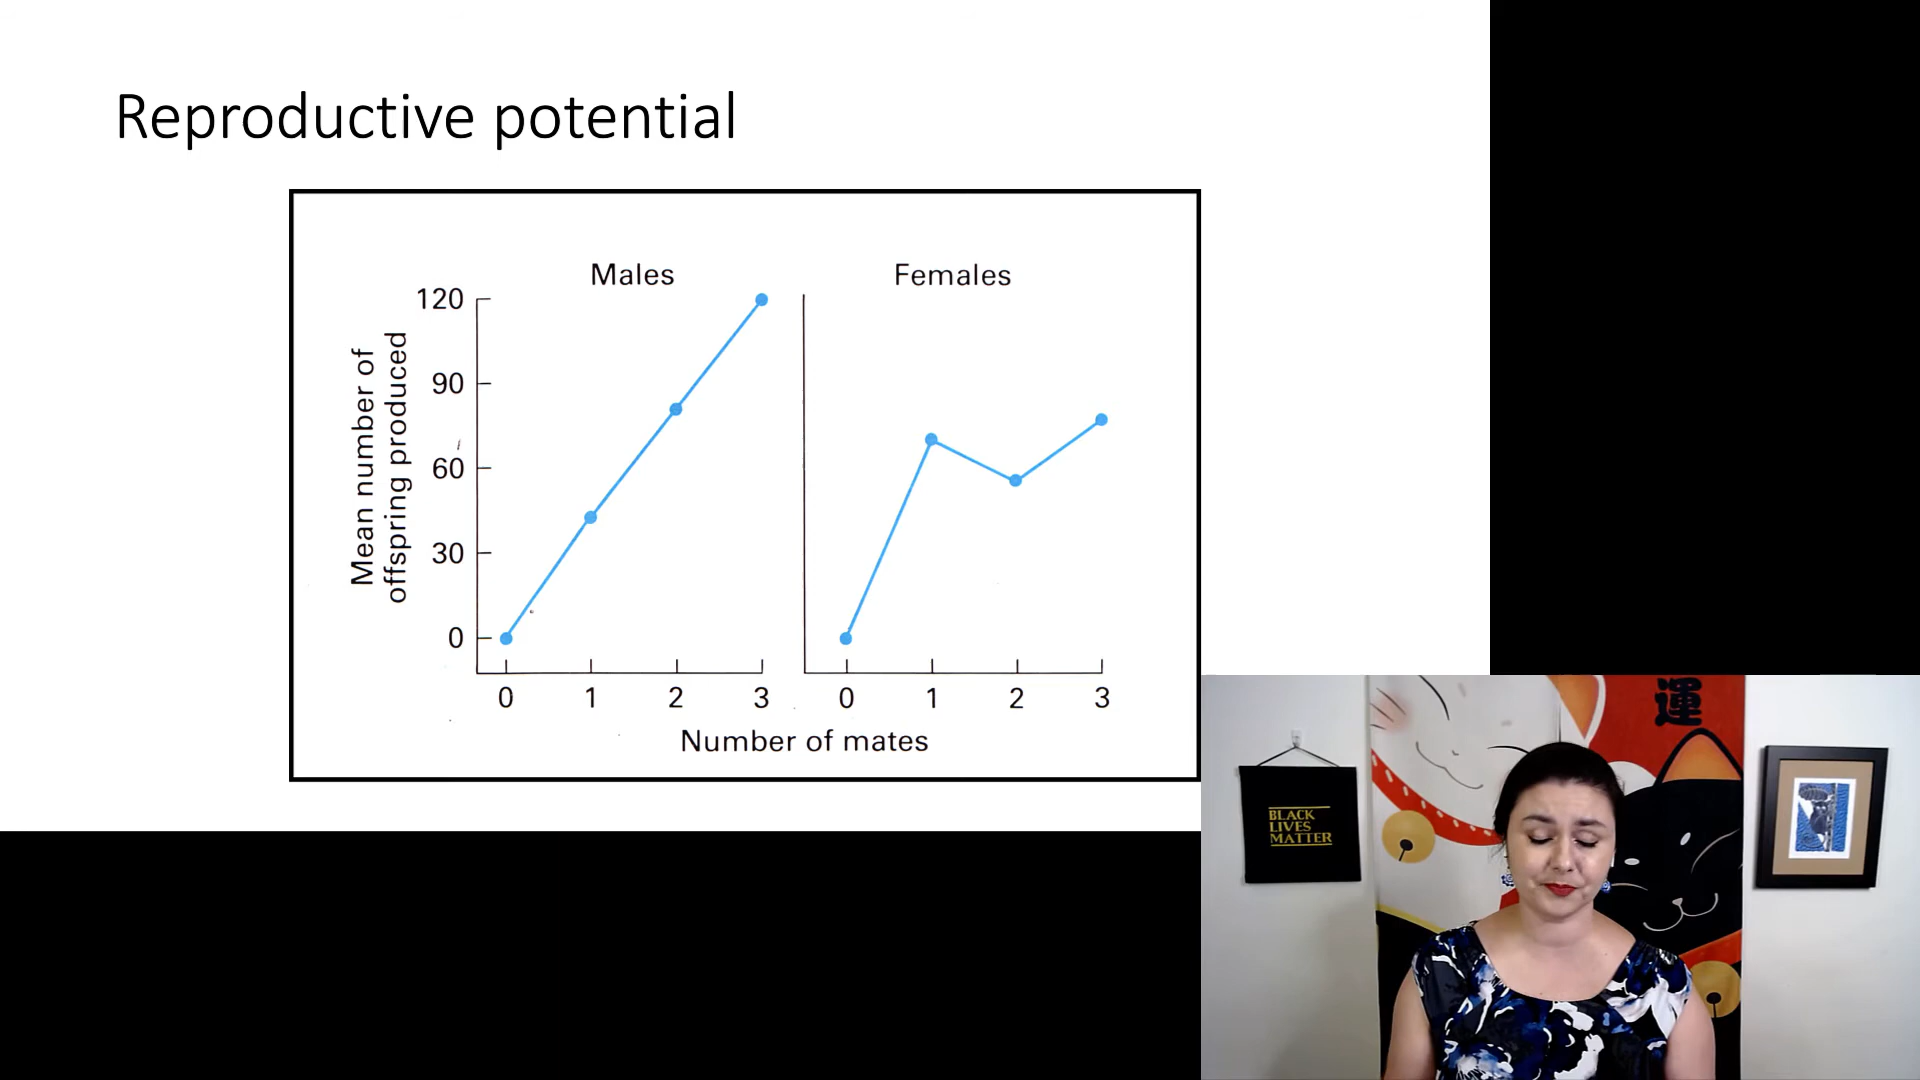 Reproductive potential
Males
Females
Mean number of
offspring produced
120
90
60
30
0
0 1 2 3
0 1 2 3
Number of mates
運
BLACK
LIVES
MATTER